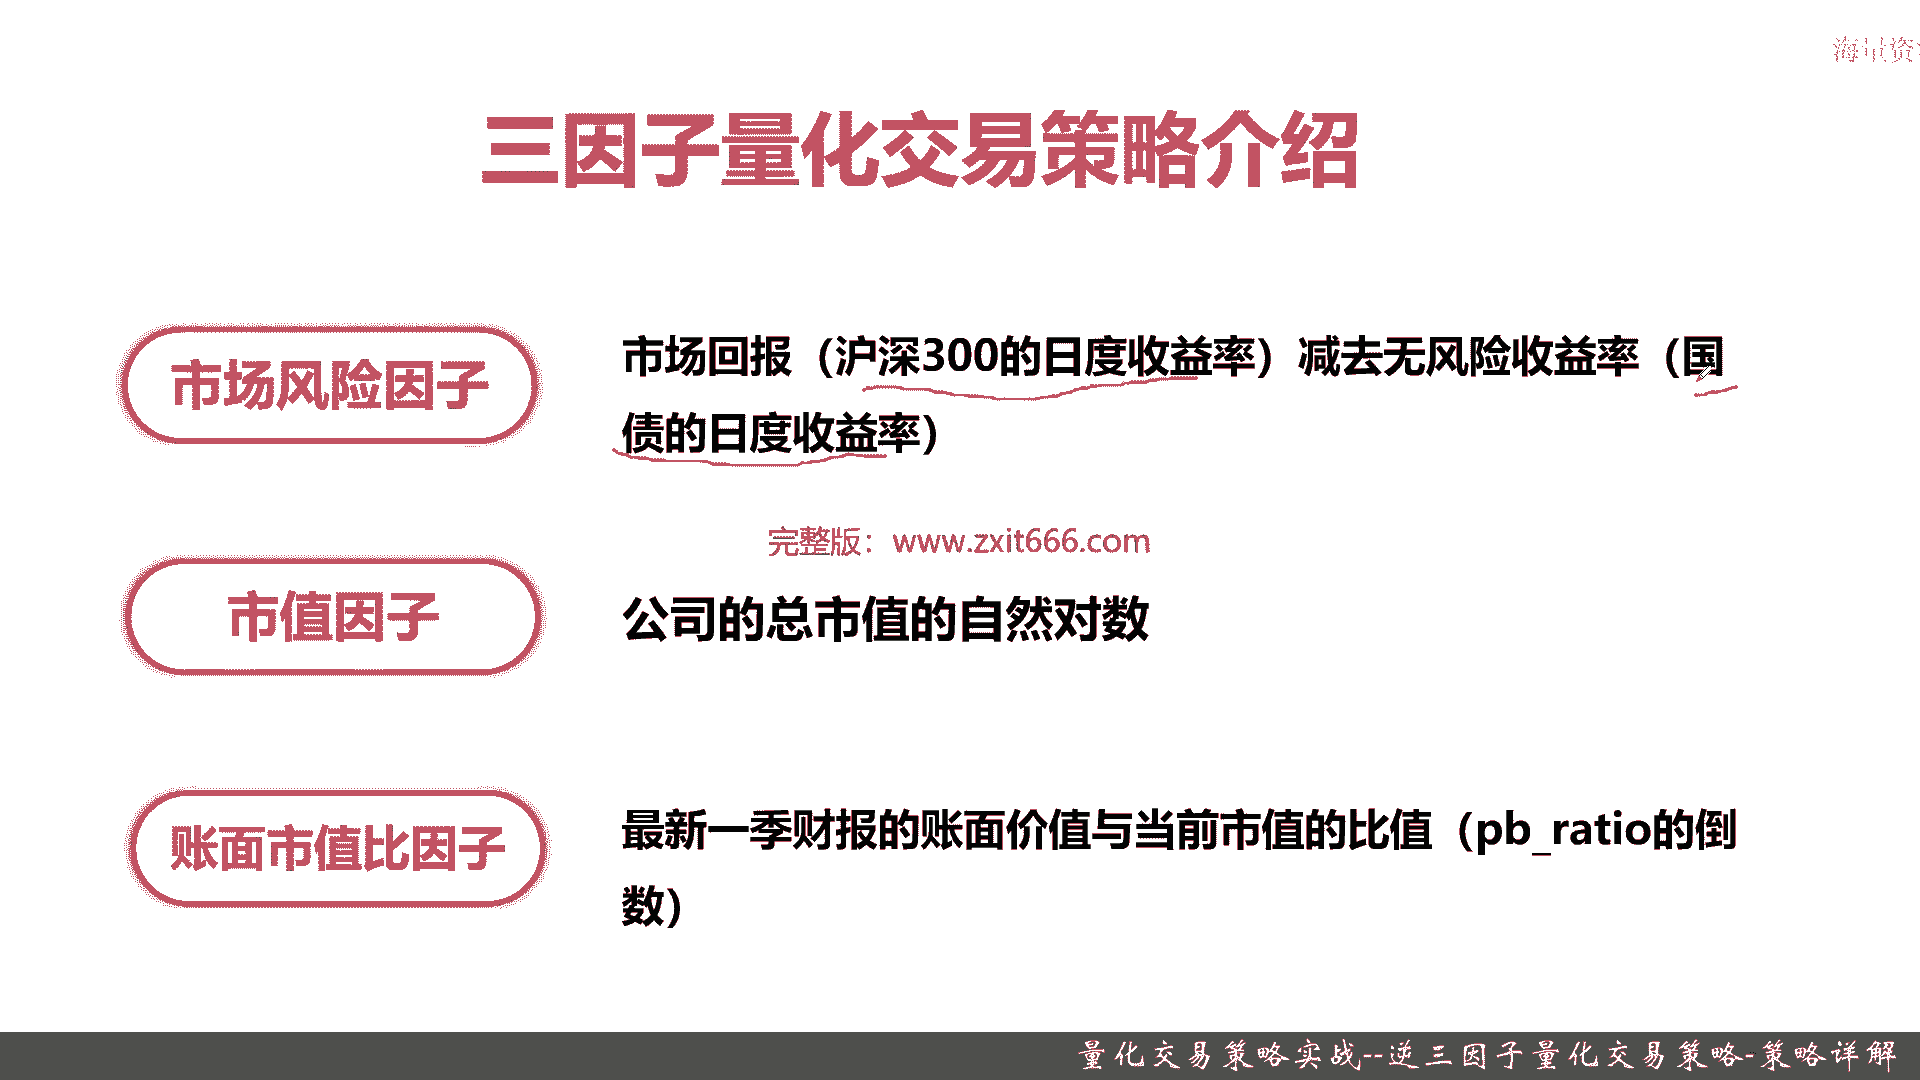 海量资
三因子量化交易策略介绍
市场风险因子
市场回报（沪深300的日度收益率）减去无风险收益率（国
债的日度收益率）
完整版：www.zxit666.com
市值因子
公司的总市值的自然对数
账面市值比因子
最新一季财报的账面价值与当前市值的比值（pb_ratio的倒
数）
量化交易策略实战--逆三因子量化交易策略-策略详解